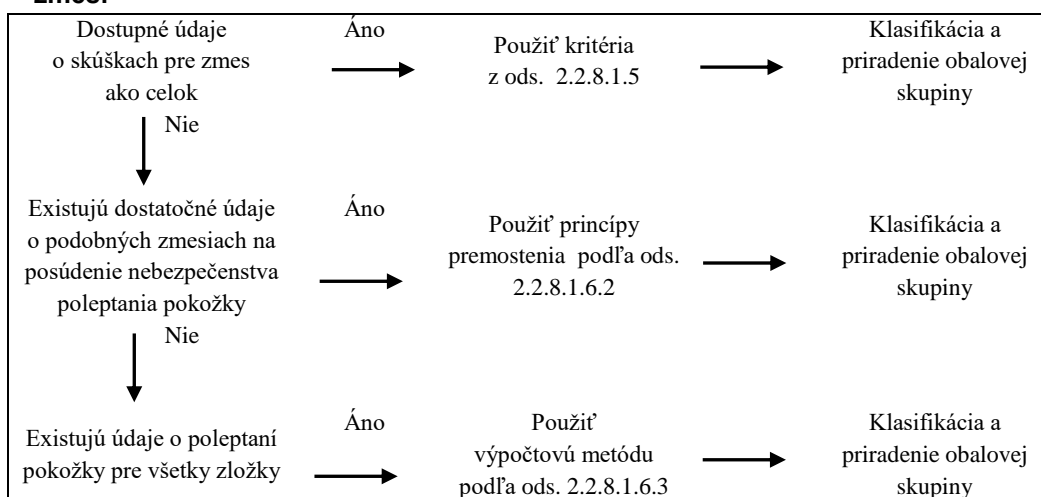 Dostupné údaje
o skúškach pre zmes
ako celok
Áno
Použiť kritériá
z ods. 2.2.8.1.5
Klasifikácia a
priradenie obalovej
skupiny
Nie
Existujú dostatočné údaje
o podobných zmesiach na
posúdenie nebezpečenstva
poleptania pokožky
Áno
Použiť princípy
premostenia podľa ods.
2.2.8.1.6.2
Klasifikácia a
priradenie obalovej
skupiny
Nie
Existujú údaje o poleptaní
pokožky pre všetky zložky
Áno
Použiť
výpočtovú metódu
podľa ods. 2.2.8.1.6.3
Klasifikácia a
priradenie obalovej
skupiny